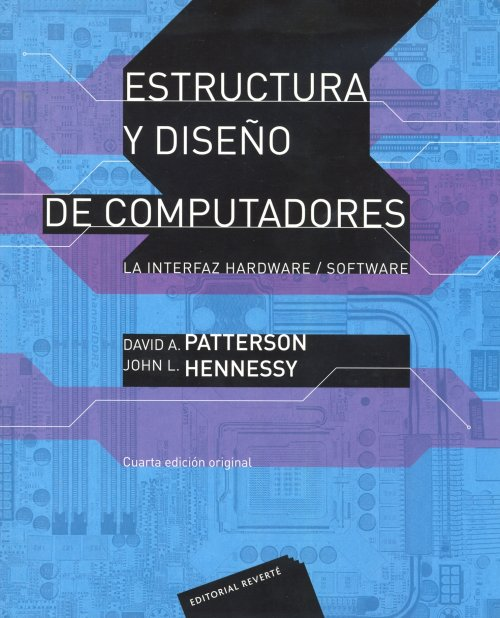 ESTRUCTURA
Y DISEÑO
DE COMPUTADORES
LA INTERFAZ HARDWARE / SOFTWARE
DAVID A. PATTERSON
JOHN L. HENNESSY
Cuarta edición original
EDITORIAL REVERTÉ